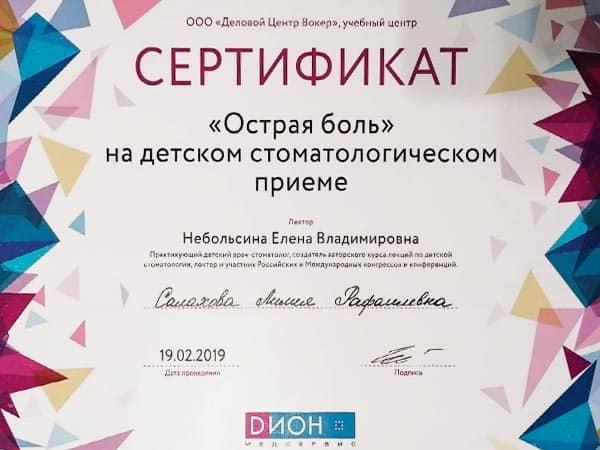 ООО «Деловой Центр Вокер», учебный центр
СЕРТИФИКАТ
«Острая боль»
на детском стоматологическом
приеме
Лектор
Небольсина Елена Владимировна
Практикующий детский врач-стоматолог, создатель авторского курса лекций по детской
стоматологии, лектор и участник Российских и Международных конгрессов и конференций.
Салахова Лилия Рафаилевна
19.02.2019
Дата проведения
Подпись
DИОН
МЕДСЕРВИС